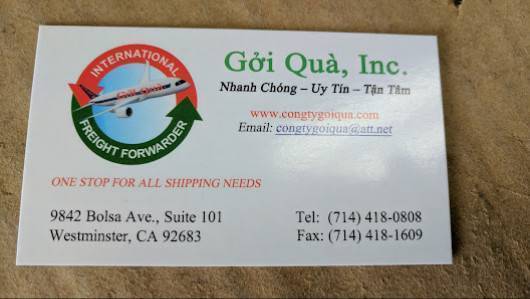 INTERNATIONAL
Gởi Quà
FREIGHT FORWARDER
Gởi Quà, Inc.
Nhanh Chóng – Uy Tín – Tận Tâm
www.congtygoiqua.com
Email: congtygoiqua@att.net
ONE STOP FOR ALL SHIPPING NEEDS
9842 Bolsa Ave., Suite 101
Westminster, CA 92683
Tel: (714) 418-0808
Fax: (714) 418-1609